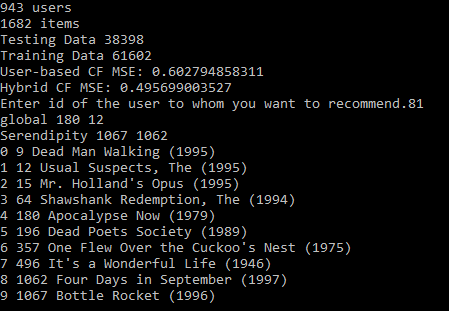 943 users
1682 items
Testing Data 38398
Training Data 61602
User-based CF MSE: 0.602794858311
Hybrid CF MSE: 0.495699003527
Enter id of the user to whom you want to recommend.81
global 180 12
Serendipity 1067 1062
0 9 Dead Man Walking (1995)
1 12 Usual Suspects, The (1995)
2 15 Mr. Holland's Opus (1995)
3 64 Shawshank Redemption, The (1994)
4 180 Apocalypse Now (1979)
5 196 Dead Poets Society (1989)
6 357 One Flew Over the Cuckoo's Nest (1975)
7 496 It's a Wonderful Life (1946)
8 1062 Four Days in September (1997)
9 1067 Bottle Rocket (1996)